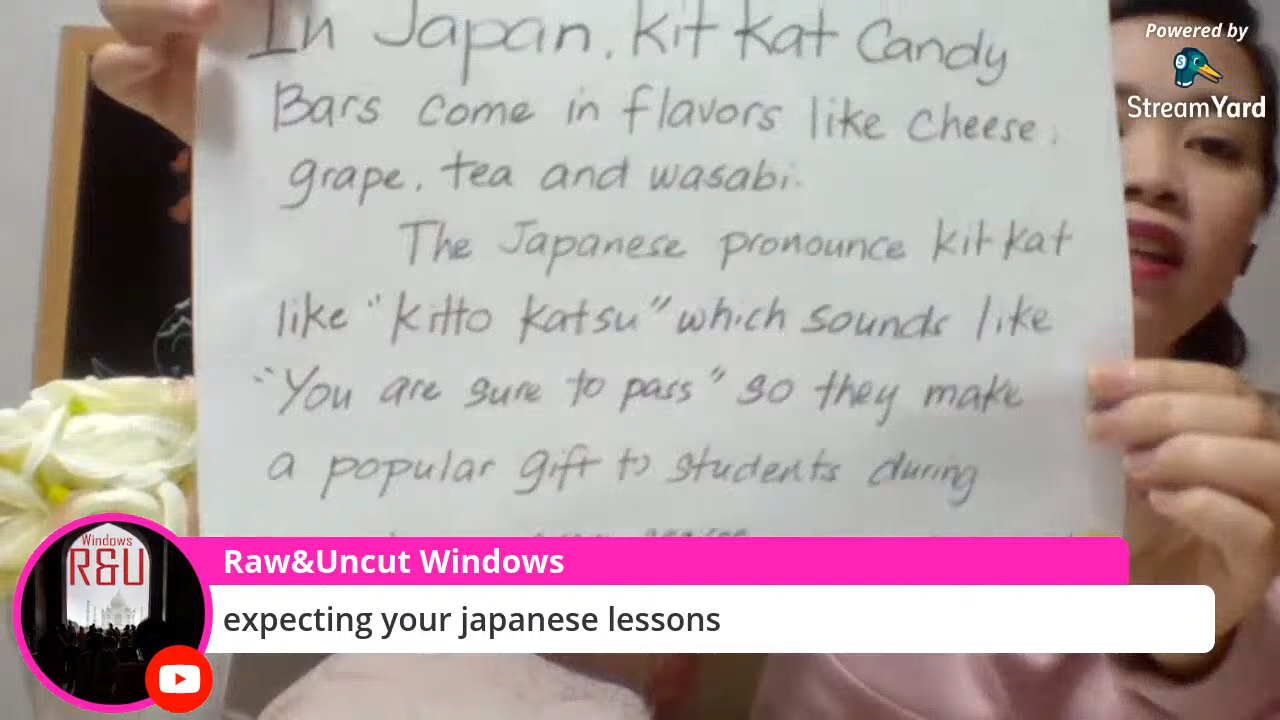 Powered by
StreamYard
In Japan, Kit Kat Candy
Bars come in flavors like cheese,
grape, tea and wasabi.
The Japanese pronounce Kit Kat
like "Kitto Katsu" which sounds like
"You are sure to pass" so they make
a popular gift to students during
Windows
R&U
Raw&Uncut Windows
expecting your japanese lessons